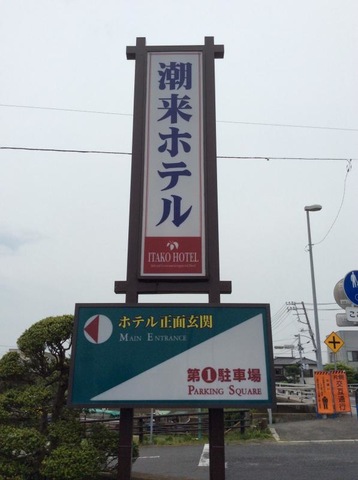 潮来ホテル
ITAKO HOTEL
ホテル正面玄関
MAIN ENTRANCE
第1駐車場
PARKING SQUARE